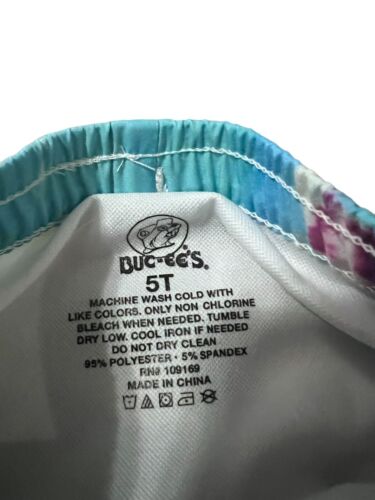 BUC-EE'S®
5T
MACHINE WASH COLD WITH
LIKE COLORS. ONLY NON CHLORINE
BLEACH WHEN NEEDED. TUMBLE
DRY LOW. COOL IRON IF NEEDED
DO NOT DRY CLEAN
95% POLYESTER • 5% SPANDEX
RN# 109169
MADE IN CHINA